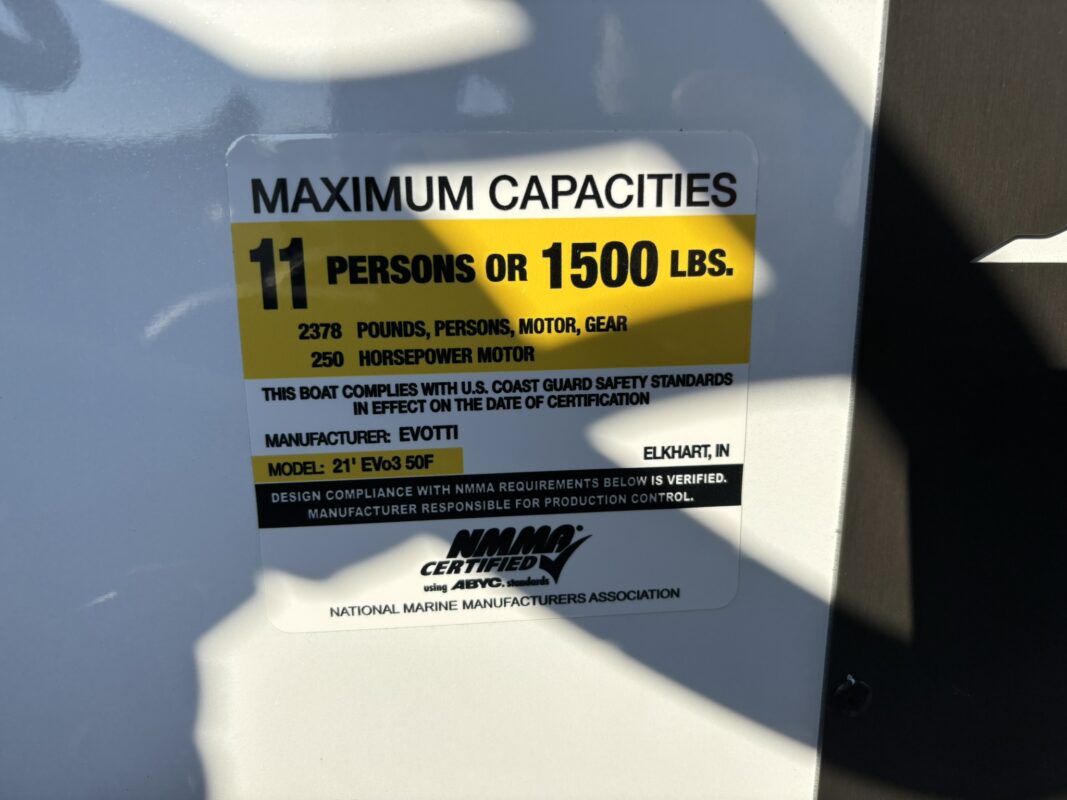 MAXIMUM CAPACITIES
11 PERSONS OR 1500 LBS.
2378 POUNDS, PERSONS, MOTOR, GEAR
250 HORSEPOWER MOTOR
THIS BOAT COMPLIES WITH U.S. COAST GUARD SAFETY STANDARDS
IN EFFECT ON THE DATE OF CERTIFICATION
MANUFACTURER: EVOTTI
ELKHART, IN
MODEL: 21' EVo3 50F
DESIGN COMPLIANCE WITH NMMA REQUIREMENTS BELOW IS VERIFIED.
MANUFACTURER RESPONSIBLE FOR PRODUCTION CONTROL.
NMMA
CERTIFIED
using ABYC. standards
NATIONAL MARINE MANUFACTURERS ASSOCIATION